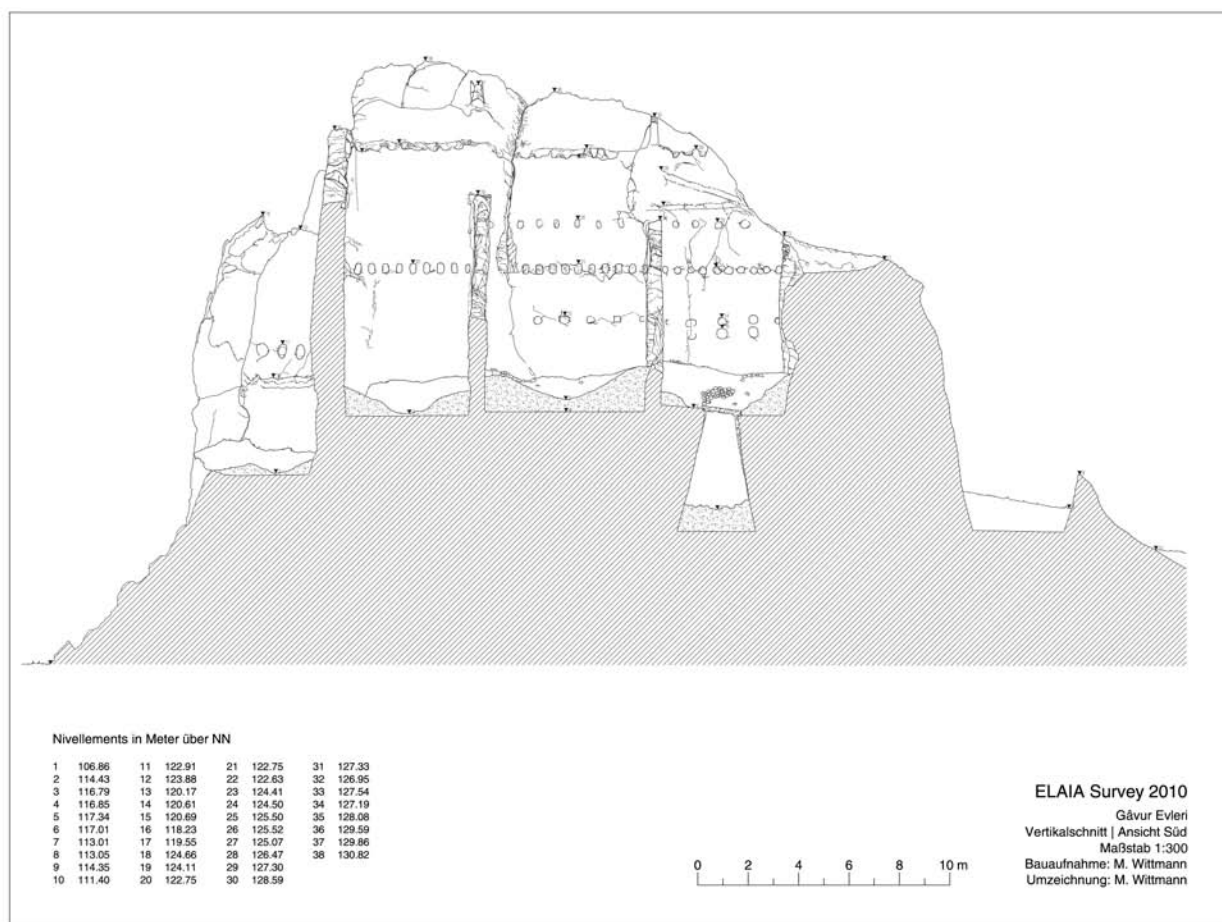 Nivellements in Meter über NN
1 106.86 11 122.91 21 122.75 31 127.33
2 114.43 12 123.88 22 122.63 32 126.95
3 116.79 13 120.17 23 124.41 33 127.54
4 116.85 14 120.61 24 124.50 34 127.19
5 117.34 15 120.69 25 125.50 35 128.08
6 117.01 16 118.23 26 125.52 36 129.59
7 113.01 17 119.55 27 125.07 37 129.86
8 113.05 18 124.66 28 126.47 38 130.82
9 114.35 19 124.11 29 127.30
10 111.40 20 122.75 30 128.59
0 2 4 6 8 10 m
ELAIA Survey 2010
Gâvur Evleri
Vertikalschnitt | Ansicht Süd
Maßstab 1:300
Bauaufnahme: M. Wittmann
Umzeichnung: M. Wittmann